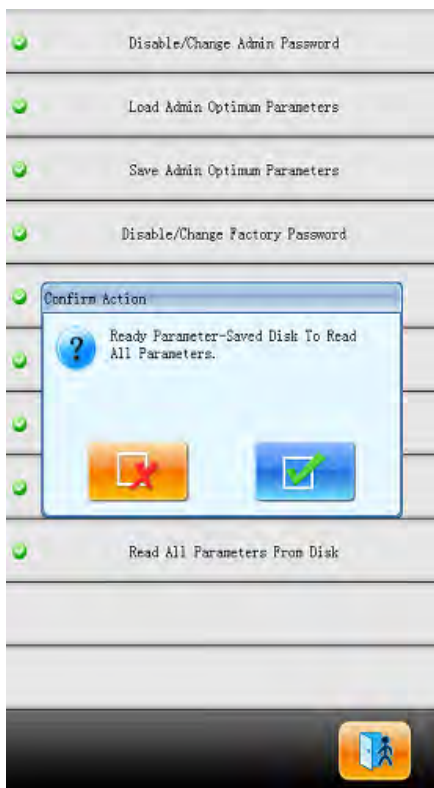 Disable/Change Admin Password
Load Admin Optimum Parameters
Save Admin Optimum Parameters
Disable/Change Factory Password
Confirm Action
Ready Parameter-Saved Disk To Read
All Parameters.
Read All Parameters From Disk